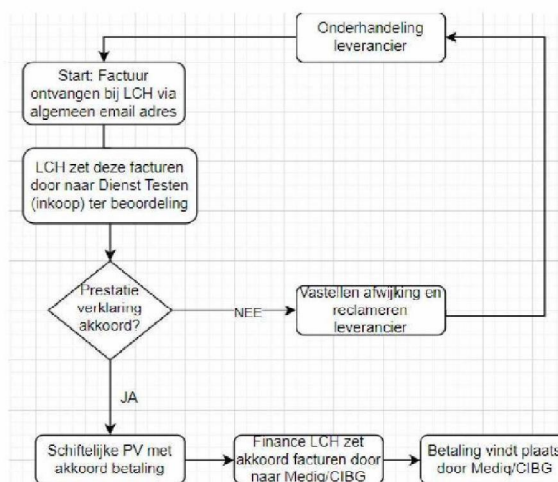 Onderhandeling
leverancier
Start: Factuur
ontvangen bij LCH via
algemeen email adres
LCH zet deze facturen
door naar Dienst Testen
(inkoop) ter beoordeling
Prestatie
verklaring
akkoord?
NEE
Vastellen afwijking en
reclameren
leverancier
JA
Schiftelijke PV met
akkoord betaling
Finance LCH zet
akkoord facturen door
naar Mediq/CIBG
Betaling vindt plaats
door Mediq/CIBG